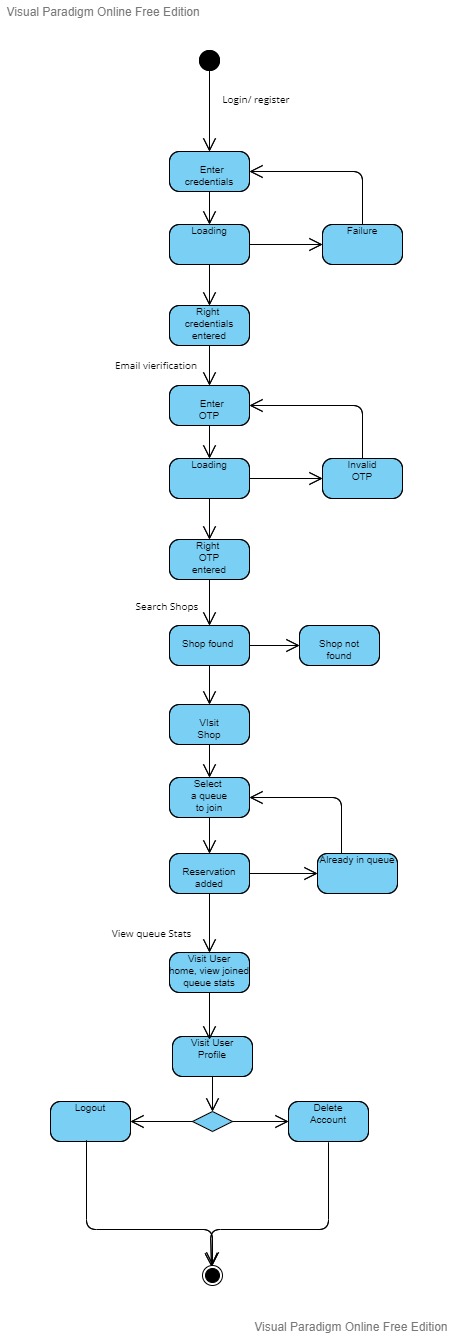 Visual Paradigm Online Free Edition
Login/ register
Enter
credentials
Loading
Failure
Right
credentials
entered
Email vierification
Enter
OTP
Loading
Invalid
OTP
Right
OTP
entered
Search Shops
Shop found
Shop not
found
VIsit
Shop
Select
a queue
to join
Reservation
added
Already in queue
View queue Stats
Visit User
home, view joined
queue stats
Visit User
Profile
Logout
Delete
Account
Visual Paradigm Online Free Edition